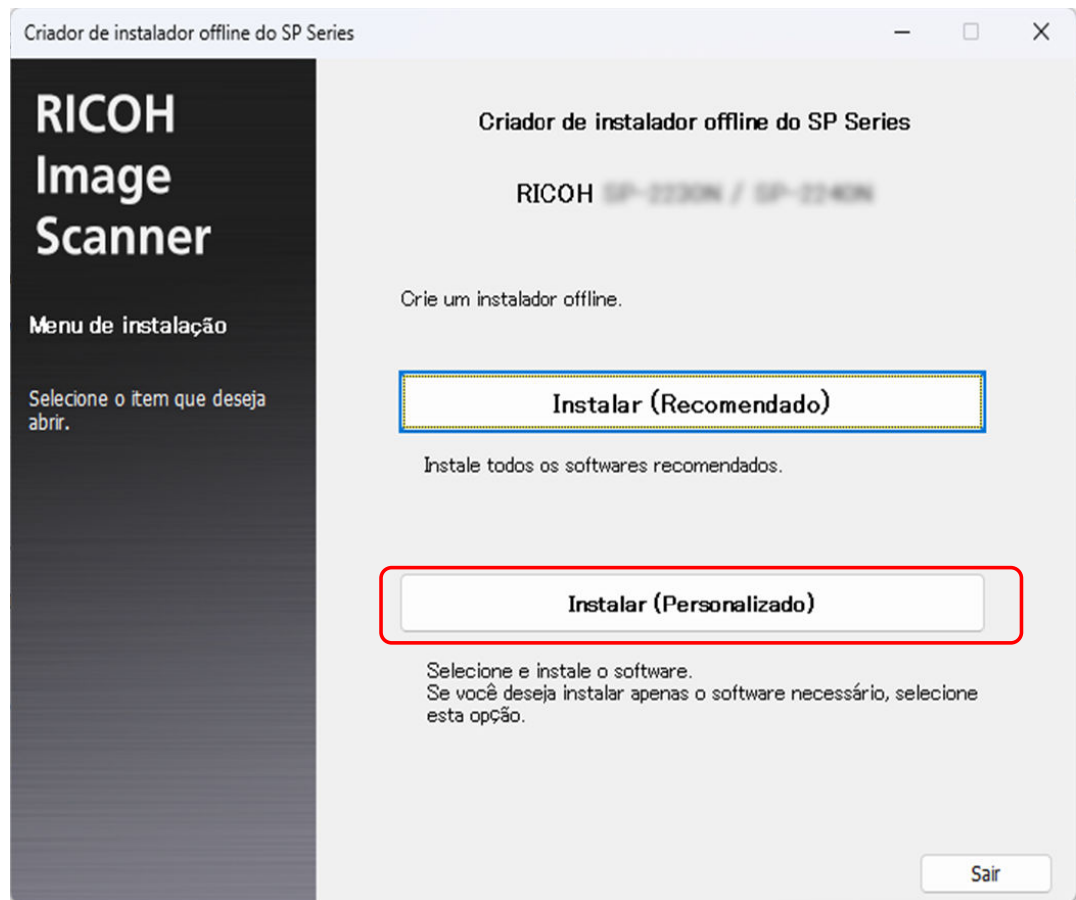 Criador de instalador offline do SP Series
RICOH
Image
Scanner
Menu de instalação
Selecione o item que deseja
abrir.
Criador de instalador offline do SP Series
RICOH
Crie um instalador offline.
Instalar (Recomendado)
Instale todos os softwares recomendados.
Instalar (Personalizado)
Selecione e instale o software.
Se você deseja instalar apenas o software necessário, selecione
esta opção.
Sair